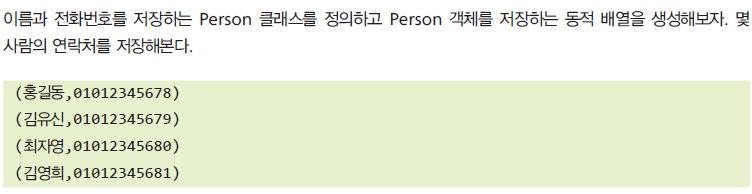 이름과 전화번호를 저장하는 Person 클래스를 정의하고 Person 객체를 저장하는 동적 배열을 생성해보자. 몇
사람의 연락처를 저장해본다.
(홍길동,01012345678)
(김유신,01012345679)
(최자영,01012345680)
(김영희,01012345681)